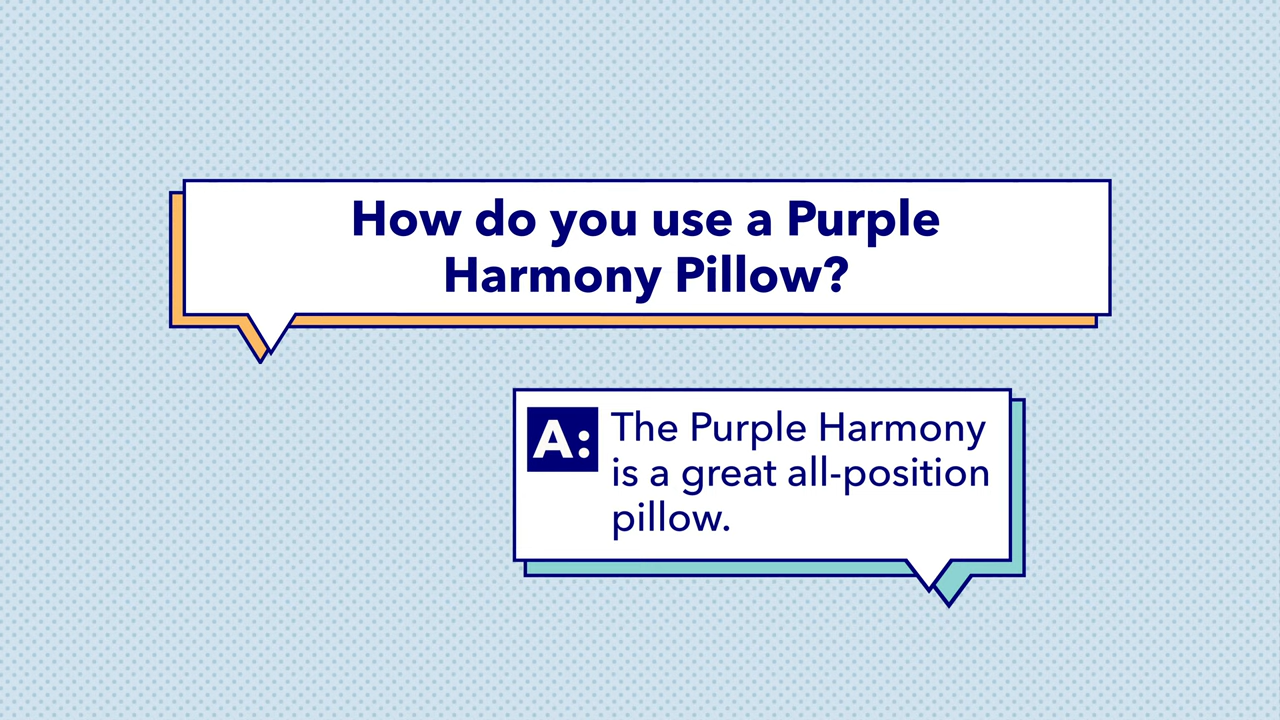 How do you use a Purple
Harmony Pillow?
A: The Purple Harmony
is a great all-position
pillow.